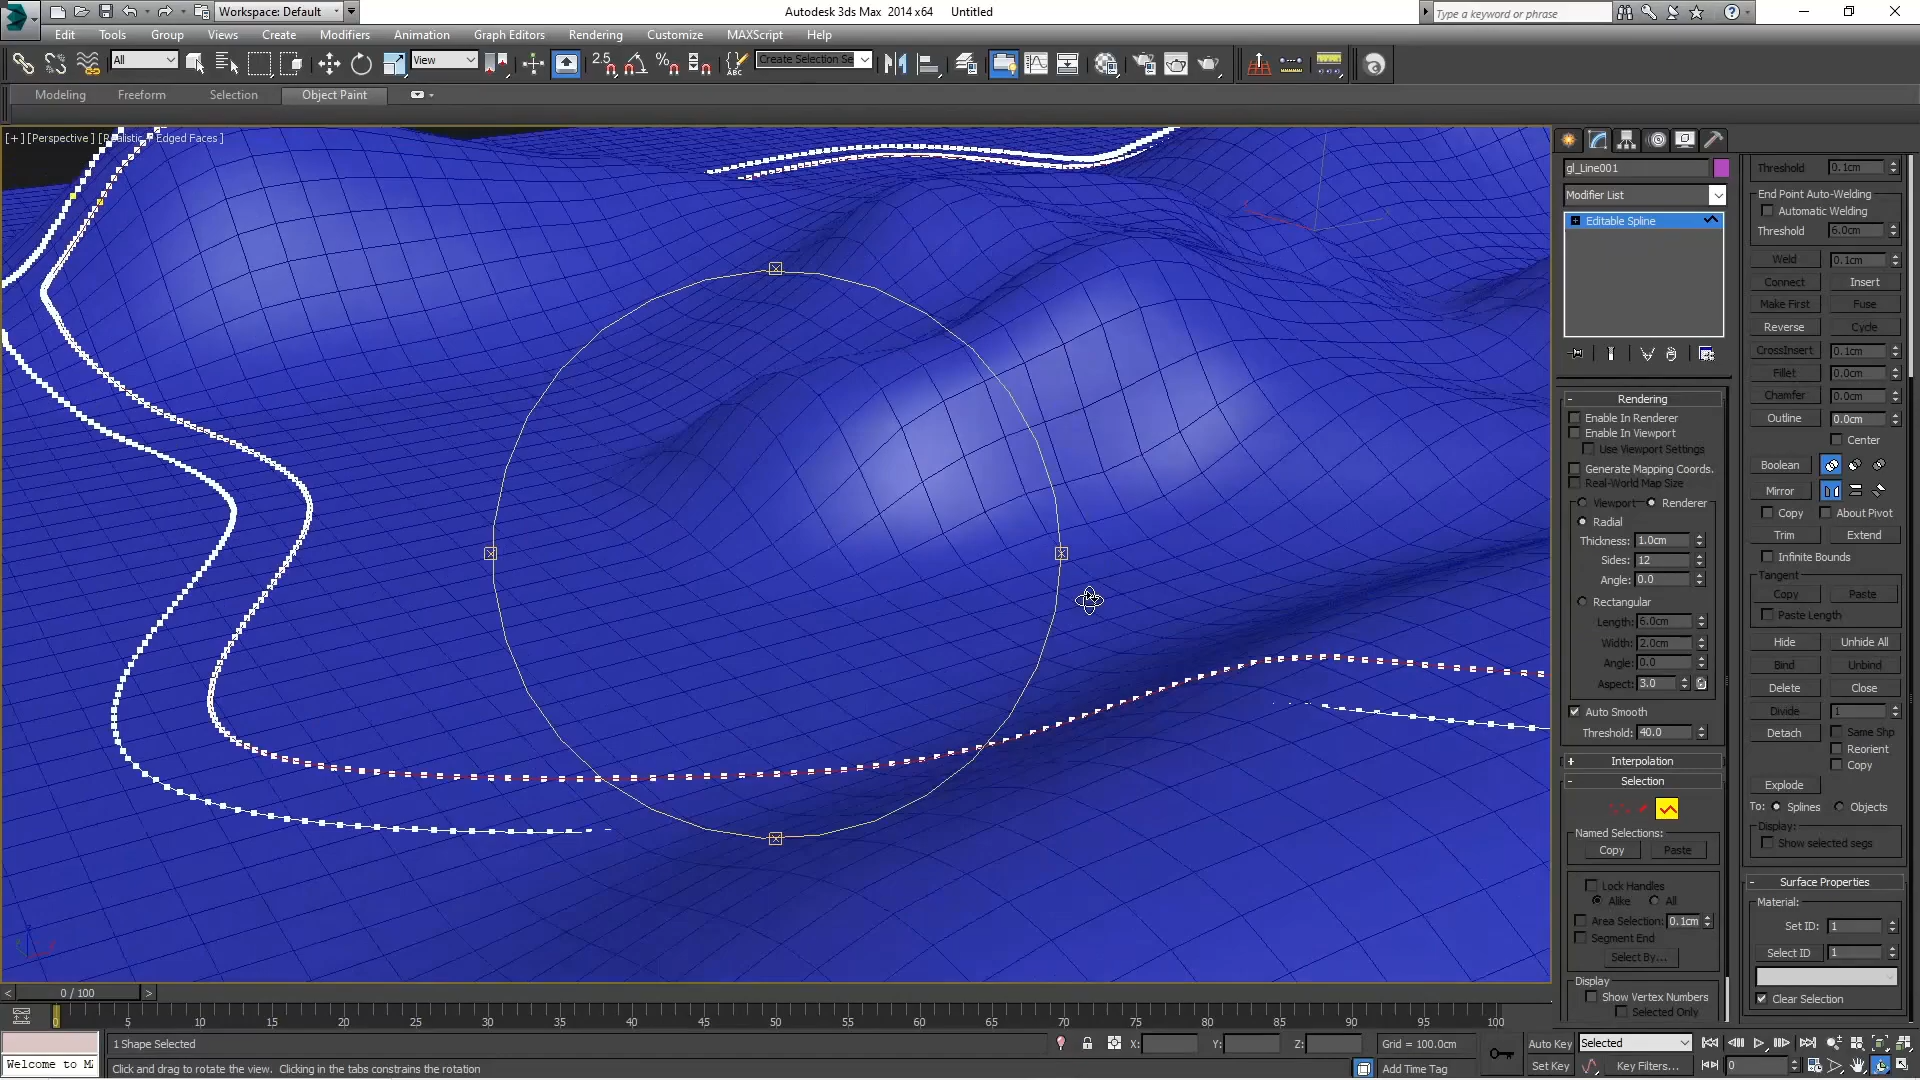 Workspace: Default
Autodesk 3ds Max 2014 x64 Untitled
Type a keyword or phrase
Edit Tools Group Views Create Modifiers Animation Graph Editors Rendering Customize MAXScript Help
All
View
2.5
Create Selection Se
Modeling Freeform Selection Object Paint
[+] [Perspective] [Realistic + Edged Faces]
gl_Line001
Modifier List
Editable Spline
Rendering
Enable In Renderer
Enable In Viewport
Use Viewport Settings
Generate Mapping Coords.
Real-World Map Size
Viewport Renderer
Radial
Thickness: 1.0cm
Sides: 12
Angle: 0.0
Rectangular
Length: 6.0cm
Width: 2.0cm
Angle: 0.0
Aspect: 3.0
Auto Smooth
Threshold: 40.0
+ Interpolation
- Selection
Named Selections:
Copy Paste
Lock Handles
Alike All
Area Selection: 0.1cm
Segment End
Select By...
Display
Show Vertex Numbers
Selected Only
Threshold 0.1cm
End Point Auto-Welding
Automatic Welding
Threshold 6.0cm
Weld 0.1cm
Connect Insert
Make First Fuse
Reverse Cycle
CrossInsert 0.1cm
Fillet 0.0cm
Chamfer 0.0cm
Outline 0.0cm
Center
Boolean
Mirror
Copy About Pivot
Trim Extend
Infinite Bounds
Tangent
Copy Paste
Paste Length
Hide Unhide All
Bind Unbind
Delete Close
Divide 1
Detach Same Shp
Reorient
Copy
Explode
To: Splines Objects
Display:
Show selected segs
- Surface Properties
Material:
Set ID: 1
Select ID 1
Clear Selection
< 0 / 100 >
0 5 10 15 20 25 30 35 40 45 50 55 60 65 70 75 80 85 90 95 100
1 Shape Selected
X: Y: Z: Grid = 100.0cm
Auto Key Selected
Welcome to M
Click and drag to rotate the view. Clicking in the tabs constrains the rotation
Add Time Tag
Set Key Key Filters... 0